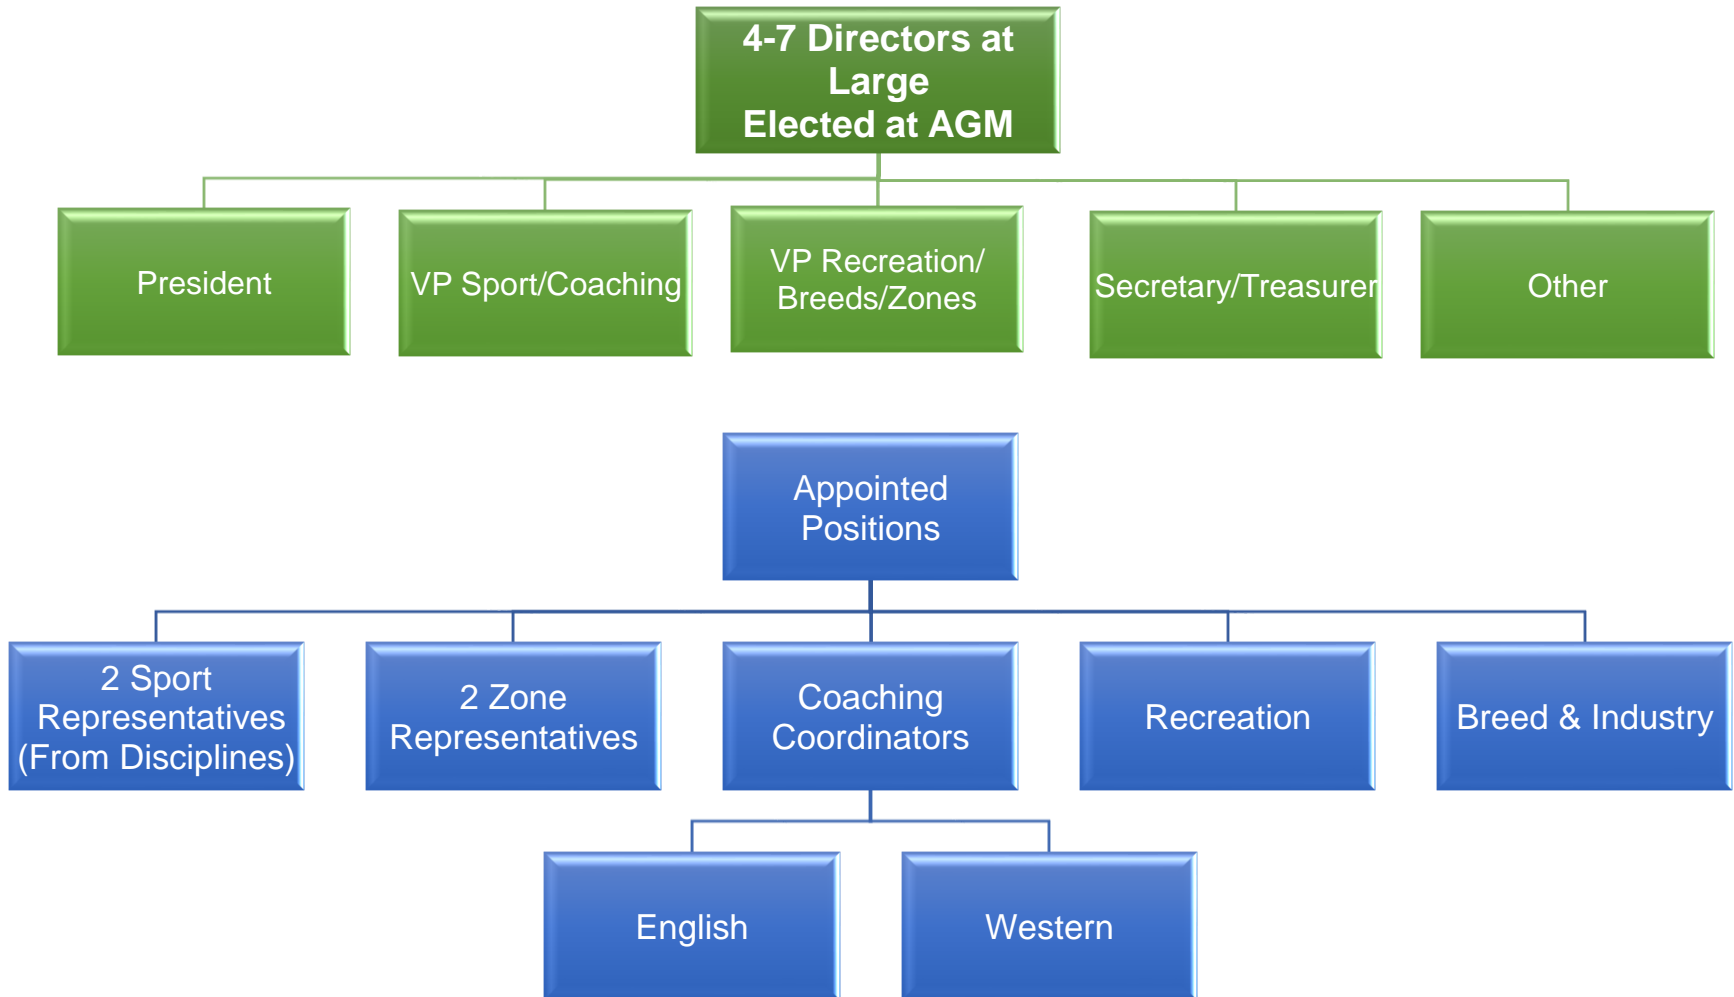 4-7 Directors at
Large
Elected at AGM
President
VP Sport/Coaching
VP Recreation/
Breeds/Zones
Secretary/Treasurer
Other
Appointed
Positions
2 Sport
Representatives
(From Disciplines)
2 Zone
Representatives
Coaching
Coordinators
Recreation
Breed & Industry
English
Western